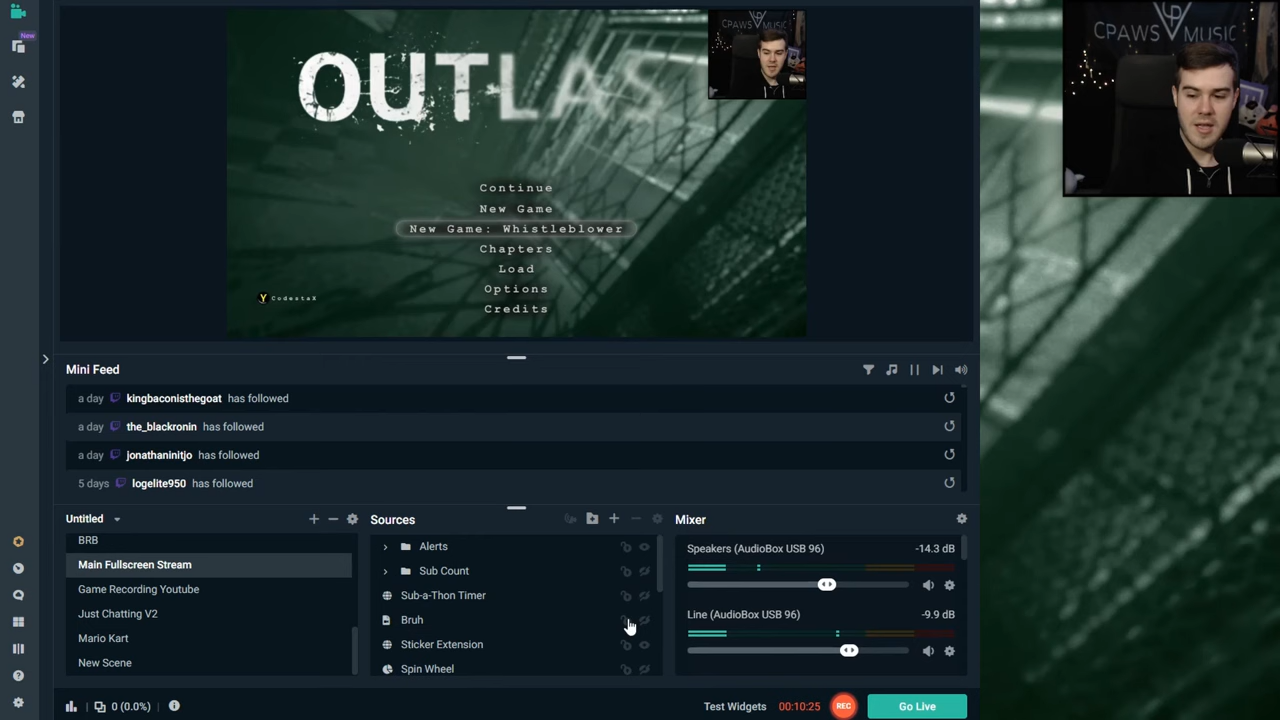 New
OUTLAS
CPAWS MUSIC
CPAWS MUSIC
Continue
New Game
New Game: Whistleblower
Chapters
Load
Options
Credits
CodestaX
Mini Feed
a day kingbaconisthegoat has followed
a day the_blackronin has followed
a day jonathaninitjo has followed
5 days logelite950 has followed
Untitled
BRB
Main Fullscreen Stream
Game Recording Youtube
Just Chatting V2
Mario Kart
New Scene
Sources
Alerts
Sub Count
Sub-a-Thon Timer
Bruh
Sticker Extension
Spin Wheel
Mixer
Speakers (AudioBox USB 96) -14.3 dB
Line (AudioBox USB 96) -9.9 dB
0 (0.0%)
Test Widgets 00:10:25 REC Go Live